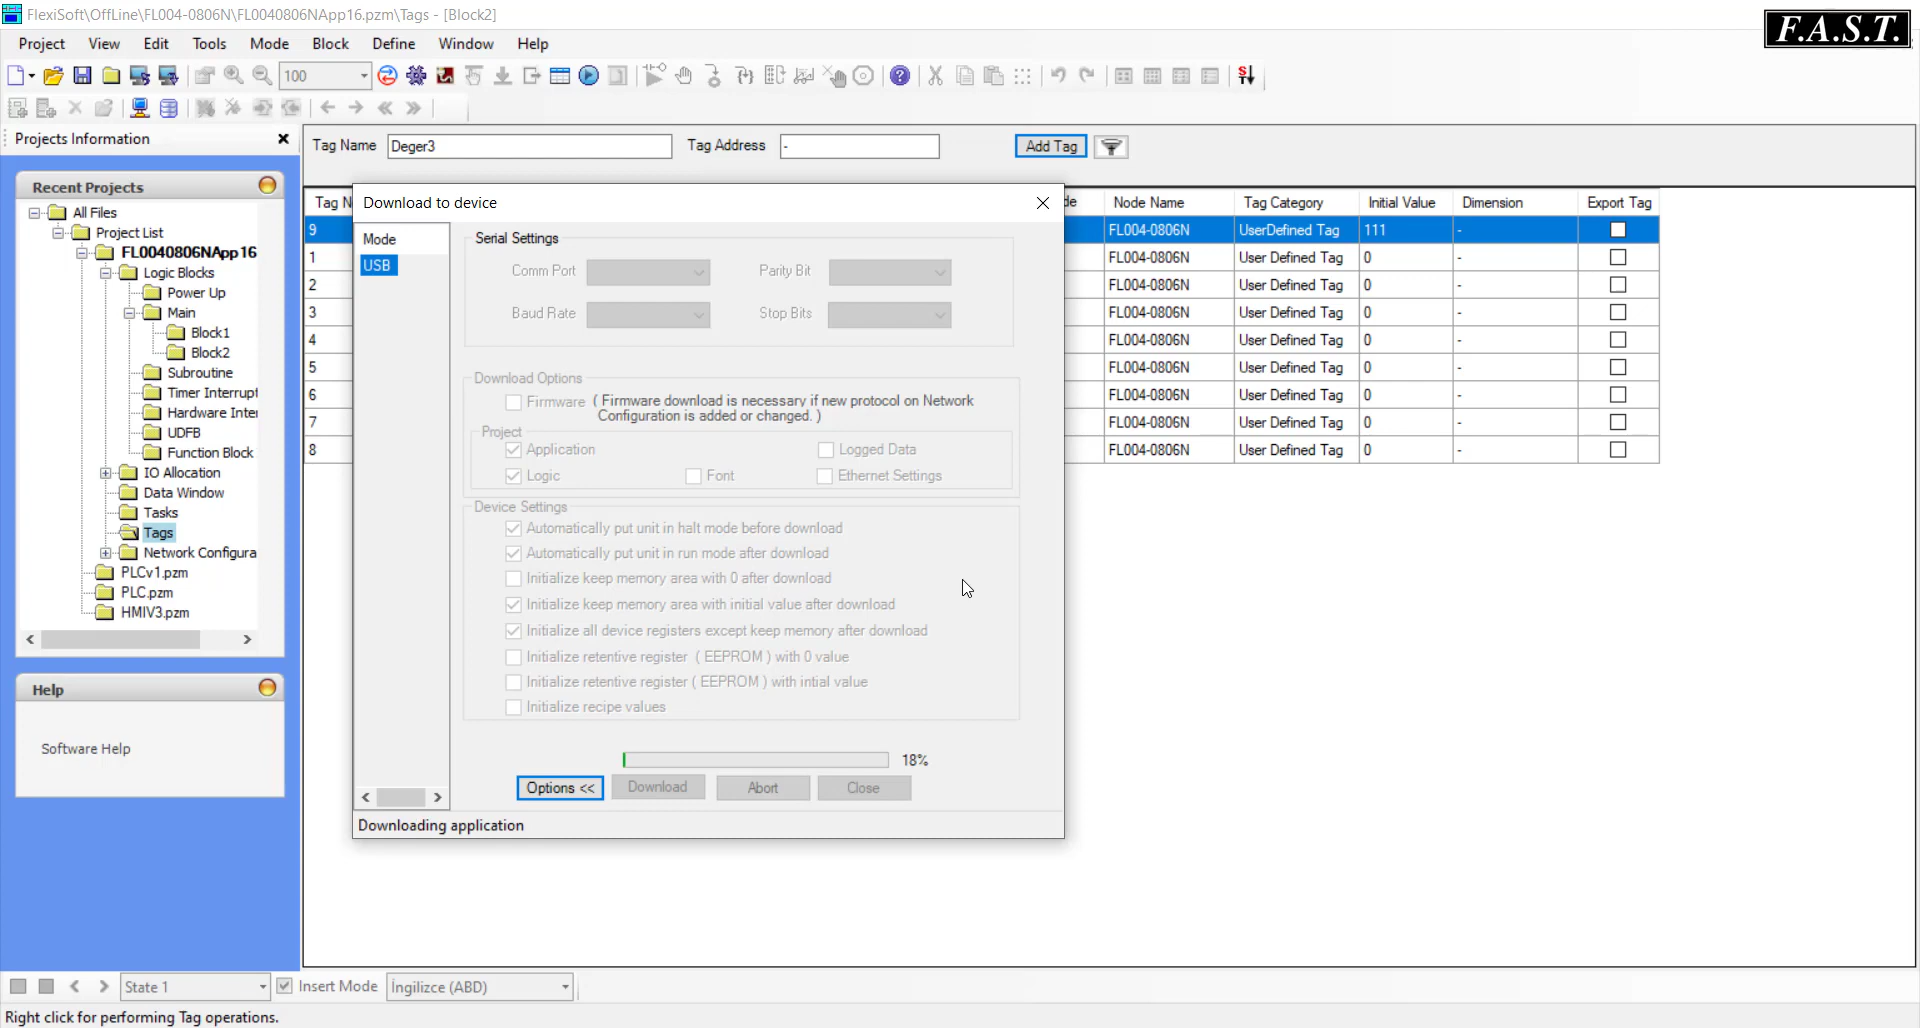 FlexiSoft\OffLine\FL004-0806N\FL0040806NApp16.pzm\Tags - [Block2]
F.A.S.T.
Project View Edit Tools Mode Block Define Window Help
100
Projects Information
Tag Name Deger3 Tag Address - Add Tag
Recent Projects
All Files
Project List
FL0040806NApp16
Logic Blocks
Power Up
Main
Block1
Block2
Subroutine
Timer Interrupt
Hardware Inter
UDFB
Function Block
IO Allocation
Data Window
Tasks
Tags
Network Configura
PLCv1.pzm
PLC.pzm
HMIV3.pzm
Help
Software Help
Tag N de Node Name Tag Category Initial Value Dimension Export Tag
9 FL004-0806N UserDefined Tag 111 -
1 FL004-0806N User Defined Tag 0 -
2 FL004-0806N User Defined Tag 0 -
3 FL004-0806N User Defined Tag 0 -
4 FL004-0806N User Defined Tag 0 -
5 FL004-0806N User Defined Tag 0 -
6 FL004-0806N User Defined Tag 0 -
7 FL004-0806N User Defined Tag 0 -
8 FL004-0806N User Defined Tag 0 -
Download to device
Mode
USB
Serial Settings
Comm Port Parity Bit
Baud Rate Stop Bits
Download Options
Firmware ( Firmware download is necessary if new protocol on Network
Configuration is added or changed. )
Project
Application Logged Data
Logic Font Ethernet Settings
Device Settings
Automatically put unit in halt mode before download
Automatically put unit in run mode after download
Initialize keep memory area with 0 after download
Initialize keep memory area with initial value after download
Initialize all device registers except keep memory after download
Initialize retentive register ( EEPROM ) with 0 value
Initialize retentive register ( EEPROM ) with intial value
Initialize recipe values
18%
Options << Download Abort Close
Downloading application
State 1 Insert Mode İngilizce (ABD)
Right click for performing Tag operations.